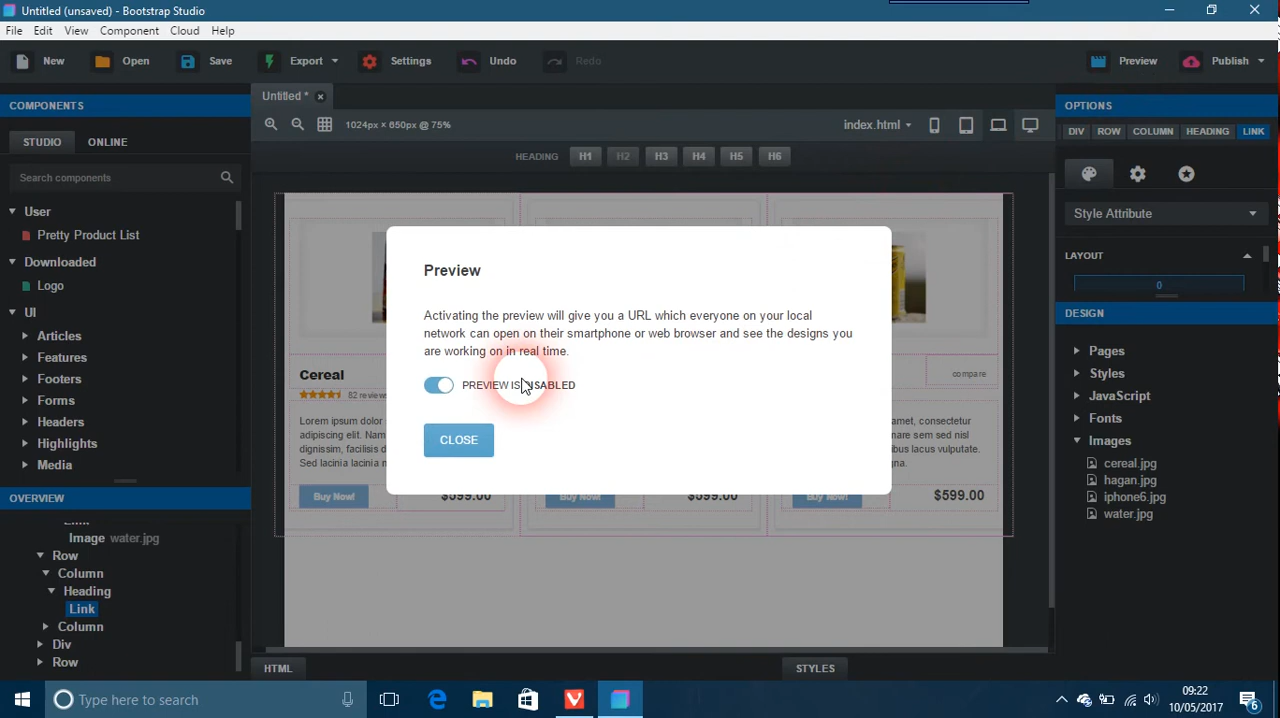 Untitled (unsaved) - Bootstrap Studio
File Edit View Component Cloud Help
New Open Save Export Settings Undo Redo Preview Publish
COMPONENTS
STUDIO ONLINE
Search components
User
Pretty Product List
Downloaded
Logo
UI
Articles
Features
Footers
Forms
Headers
Highlights
Media
OVERVIEW
Link
Image water.jpg
Row
Column
Heading
Link
Column
Div
Row
Untitled *
1024px × 650px @ 75%
index.html
HEADING H1 H2 H3 H4 H5 H6
Preview
Activating the preview will give you a URL which everyone on your local
network can open on their smartphone or web browser and see the designs you
are working on in real time.
PREVIEW IS DISABLED
CLOSE
Cereal
82 reviews
compare
Lorem ipsum dolor
adipiscing elit. Nam
dignissim, facilisis d
Sed lacinia lacinia n
amet, consectetur
ibus lacus vulputate
na.
Buy Now! $599.00 Buy Now! $599.00 Buy Now! $599.00
HTML STYLES
OPTIONS
DIV ROW COLUMN HEADING LINK
Style Attribute
LAYOUT
0
DESIGN
Pages
Styles
JavaScript
Fonts
Images
cereal.jpg
hagan.jpg
iphone6.jpg
water.jpg
Type here to search
09:22
10/05/2017
6